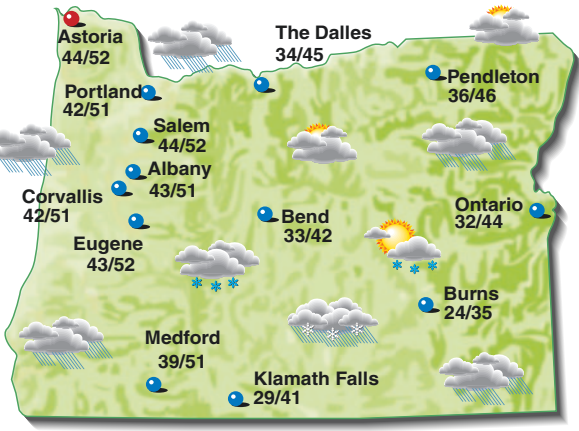 Astoria
44/52
The Dalles
34/45
Portland
42/51
Pendleton
36/46
Salem
44/52
Albany
43/51
Corvallis
42/51
Eugene
43/52
Bend
33/42
Ontario
32/44
Burns
24/35
Medford
39/51
Klamath Falls
29/41